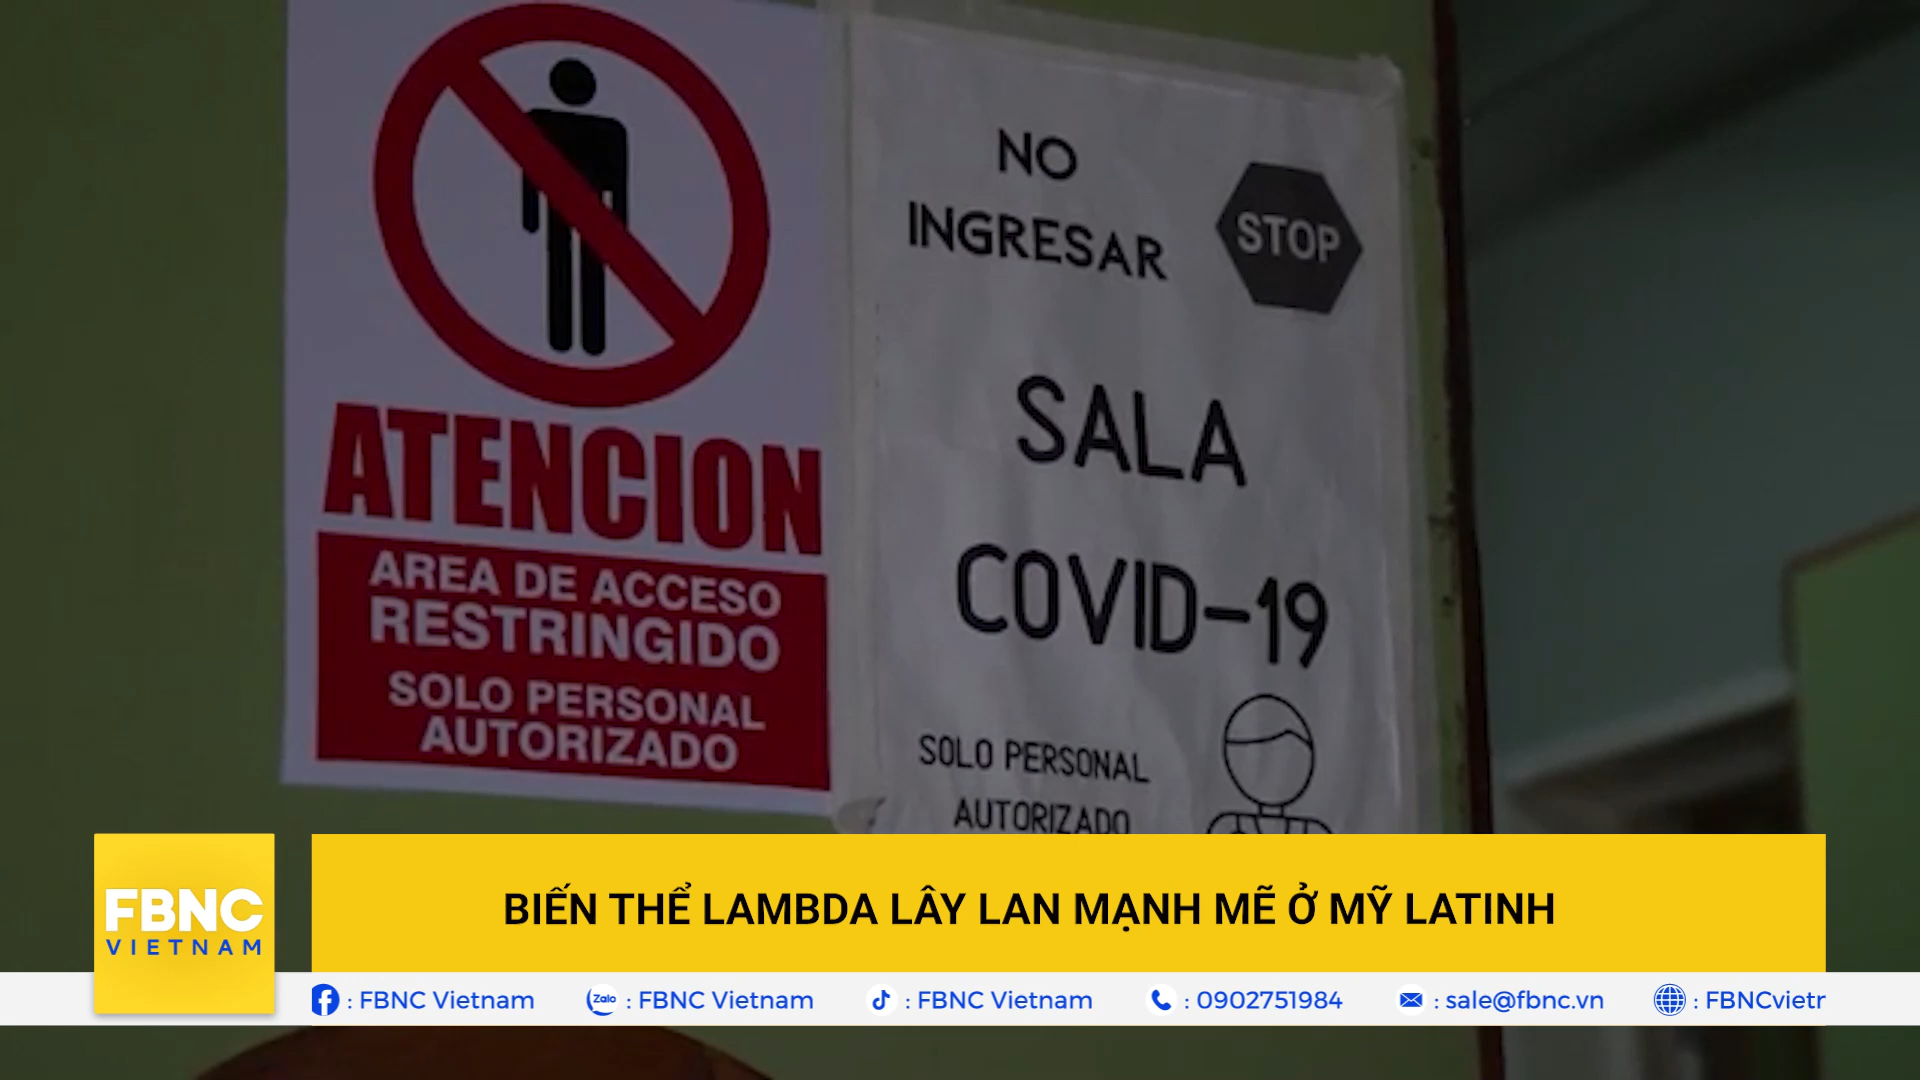 ATENCION
AREA DE ACCESO
RESTRINGIDO
SOLO PERSONAL
AUTORIZADO
NO
INGRESAR
STOP
SALA
COVID-19
SOLO PERSONAL
AUTORIZADO
FBNC
VIETNAM
BIẾN THỂ LAMBDA LÂY LAN MẠNH MẼ Ở MỸ LATINH
: FBNC Vietnam Zalo : FBNC Vietnam : FBNC Vietnam : 0902751984 : sale@fbnc.vn : FBNCvietr